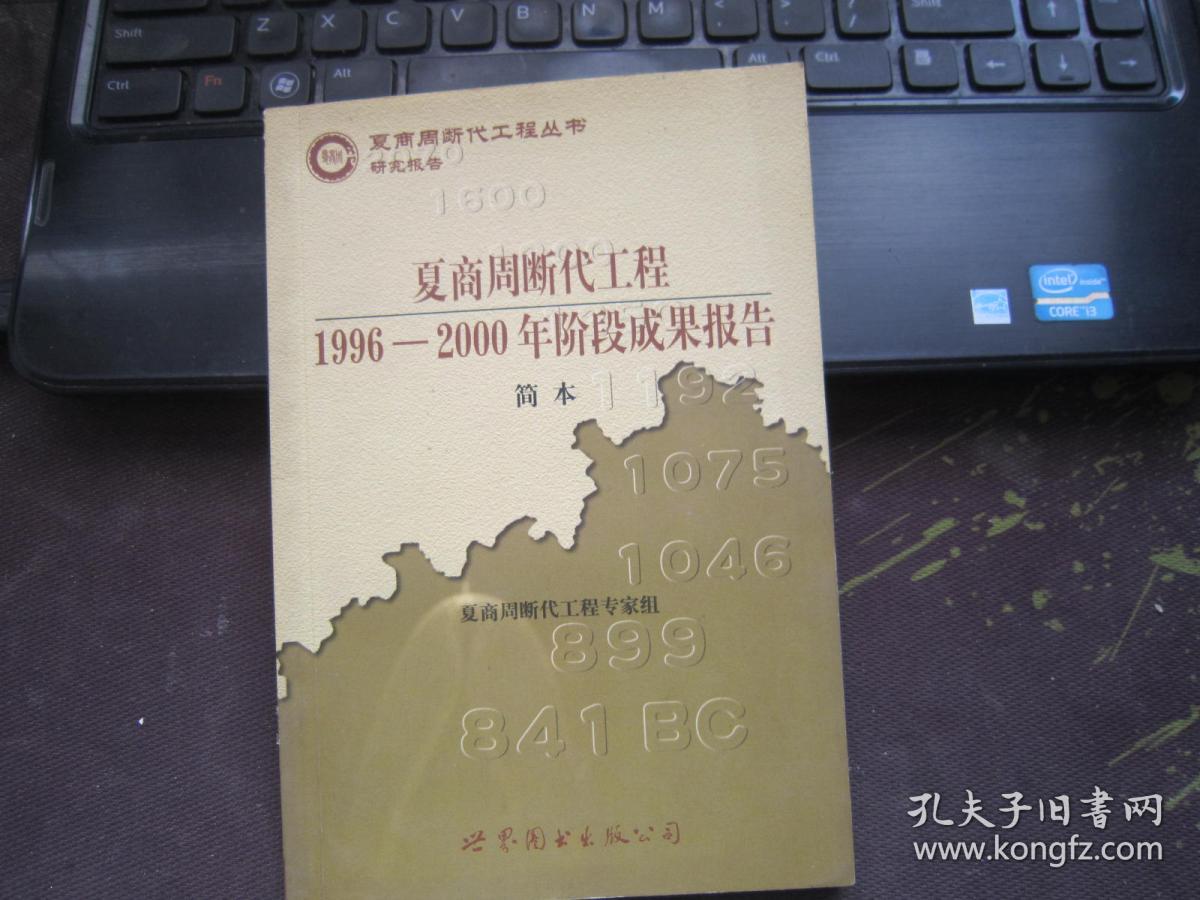 Shift
Z
X
C
V
B
N
M
Shift
Ctrl
Fn
Alt
Alt
Ctrl
夏商周断代工程丛书
研究报告
2070
1600
1300
夏商周断代工程
1996—2000年阶段成果报告
简本
1192
1075
1046
夏商周断代工程专家组
899
841 BC
世界图书出版公司
intel inside
CORE i3
孔夫子旧书网
www.kongfz.com